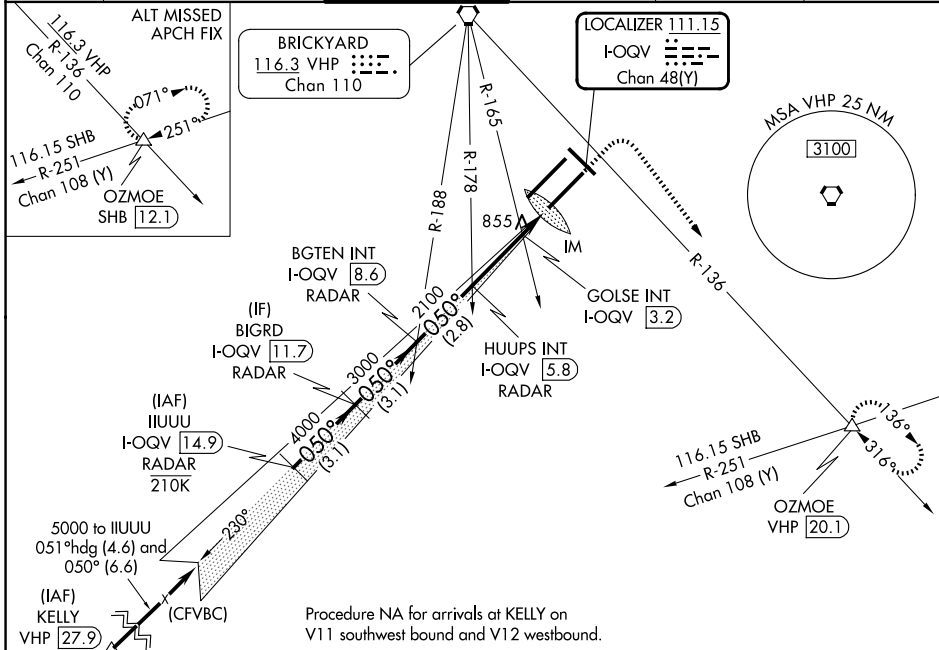 ALT MISSED
APCH FIX
116.3 VHP
R-136
Chan 110
071°
251°
116.15 SHB
R-251
Chan 108 (Y)
OZMOE
SHB 12.1
BRICKYARD
116.3 VHP
Chan 110
LOCALIZER 111.15
I-OQV
Chan 48(Y)
MSA VHP 25 NM
3100
R-188
R-178
R-165
R-136
855
IM
BGTEN INT
I-OQV 8.6
RADAR
2100
050°
(2.8)
GOLSE INT
I-OQV 3.2
(IF)
BIGRD
I-OQV 11.7
RADAR
3000
050°
(3.1)
HUUPS INT
I-OQV 5.8
RADAR
(IAF)
IIUUU
I-OQV 14.9
RADAR
210K
4000
050°
(3.1)
136°
316°
116.15 SHB
R-251
Chan 108 (Y)
OZMOE
VHP 20.1
230°
5000 to IIUUU
051°hdg (4.6) and
050° (6.6)
(IAF)
KELLY
VHP 27.9
(CFVBC)
Procedure NA for arrivals at KELLY on
V11 southwest bound and V12 westbound.